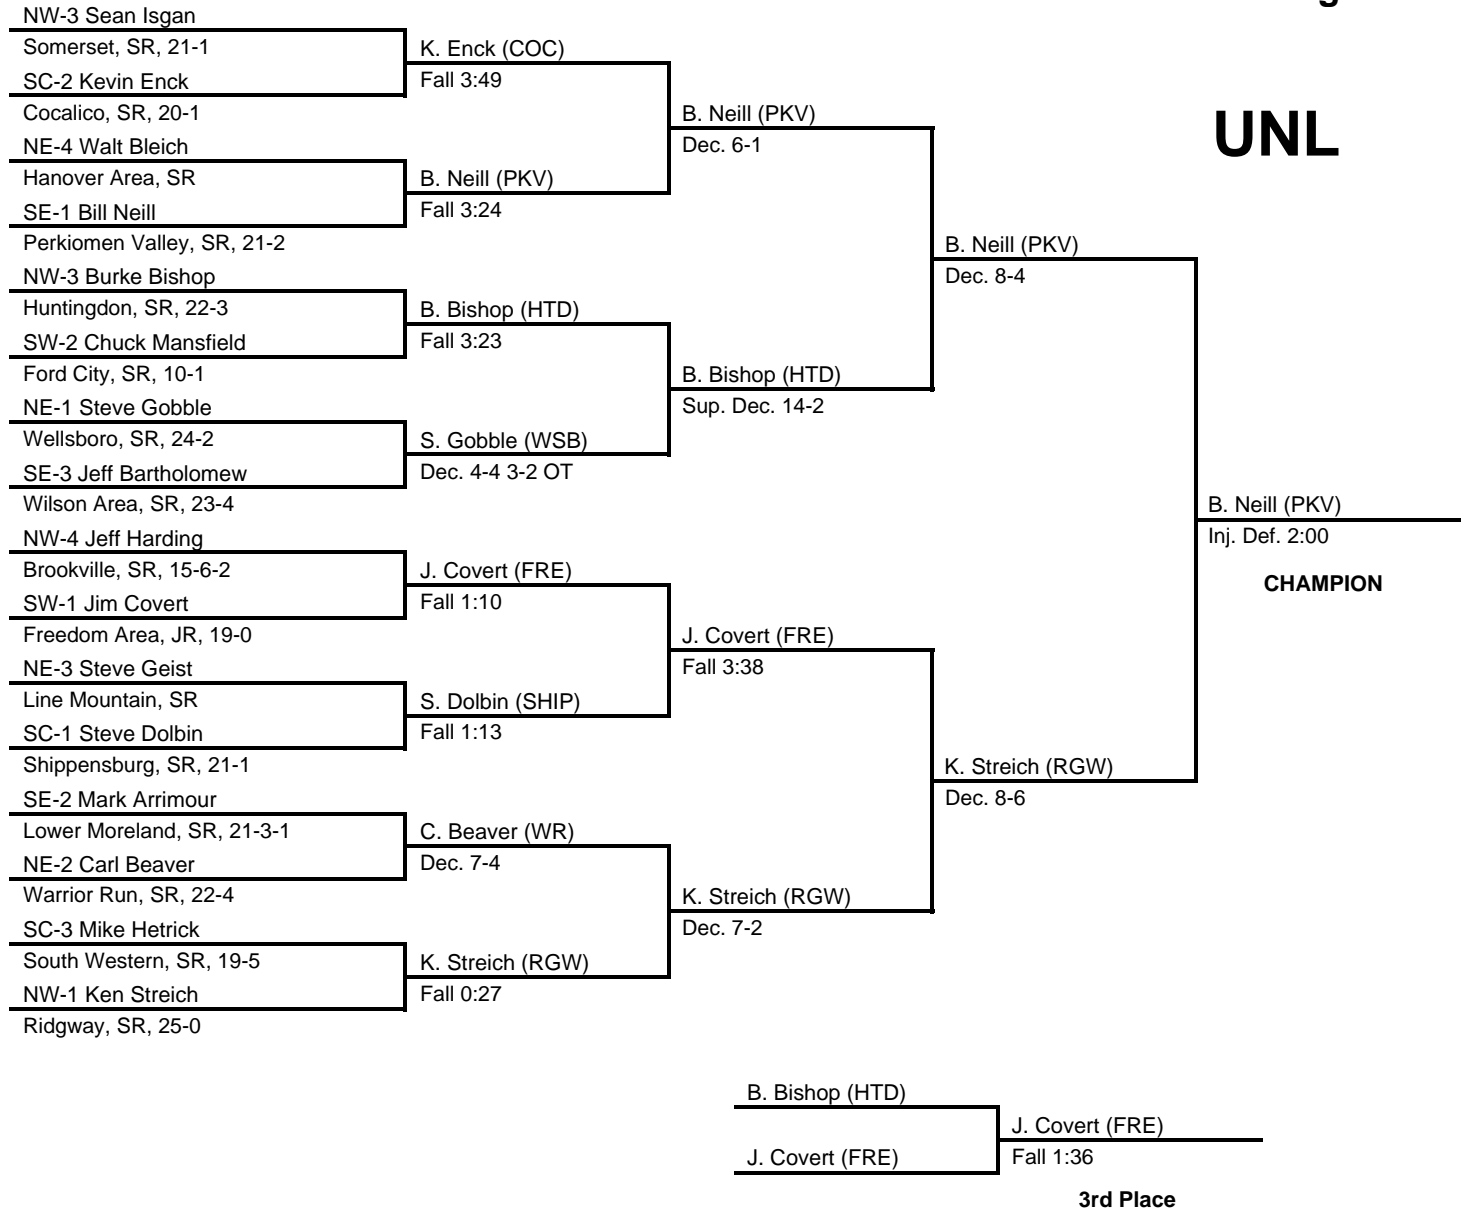 NW-3 Sean Isgan
Somerset, SR, 21-1
SC-2 Kevin Enck
Cocalico, SR, 20-1
NE-4 Walt Bleich
Hanover Area, SR
SE-1 Bill Neill
Perkiomen Valley, SR, 21-2
NW-3 Burke Bishop
Huntingdon, SR, 22-3
SW-2 Chuck Mansfield
Ford City, SR, 10-1
NE-1 Steve Gobble
Wellsboro, SR, 24-2
SE-3 Jeff Bartholomew
Wilson Area, SR, 23-4
NW-4 Jeff Harding
Brookville, SR, 15-6-2
SW-1 Jim Covert
Freedom Area, JR, 19-0
NE-3 Steve Geist
Line Mountain, SR
SC-1 Steve Dolbin
Shippensburg, SR, 21-1
SE-2 Mark Arrimour
Lower Moreland, SR, 21-3-1
NE-2 Carl Beaver
Warrior Run, SR, 22-4
SC-3 Mike Hetrick
South Western, SR, 19-5
NW-1 Ken Streich
Ridgway, SR, 25-0
K. Enck (COC)
Fall 3:49
B. Neill (PKV)
Fall 3:24
B. Bishop (HTD)
Fall 3:23
S. Gobble (WSB)
Dec. 4-4 3-2 OT
J. Covert (FRE)
Fall 1:10
S. Dolbin (SHIP)
Fall 1:13
C. Beaver (WR)
Dec. 7-4
K. Streich (RGW)
Fall 0:27
B. Neill (PKV)
Dec. 6-1
B. Bishop (HTD)
Sup. Dec. 14-2
J. Covert (FRE)
Fall 3:38
K. Streich (RGW)
Dec. 7-2
B. Neill (PKV)
Dec. 8-4
K. Streich (RGW)
Dec. 8-6
UNL
B. Neill (PKV)
Inj. Def. 2:00
CHAMPION
B. Bishop (HTD)
J. Covert (FRE)
J. Covert (FRE)
Fall 1:36
3rd Place